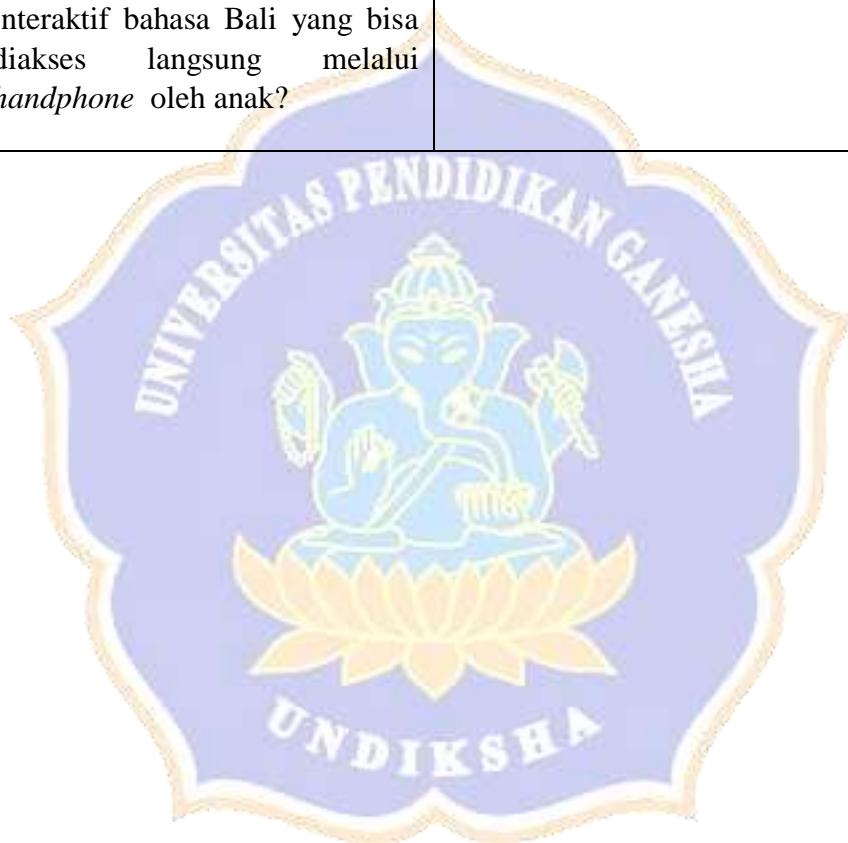 interaktif bahasa Bali yang bisa
diakses langsung melalui
handphone oleh anak?
UNIVERSITAS PENDIDIKAN GANESHA
UNDIKSHA